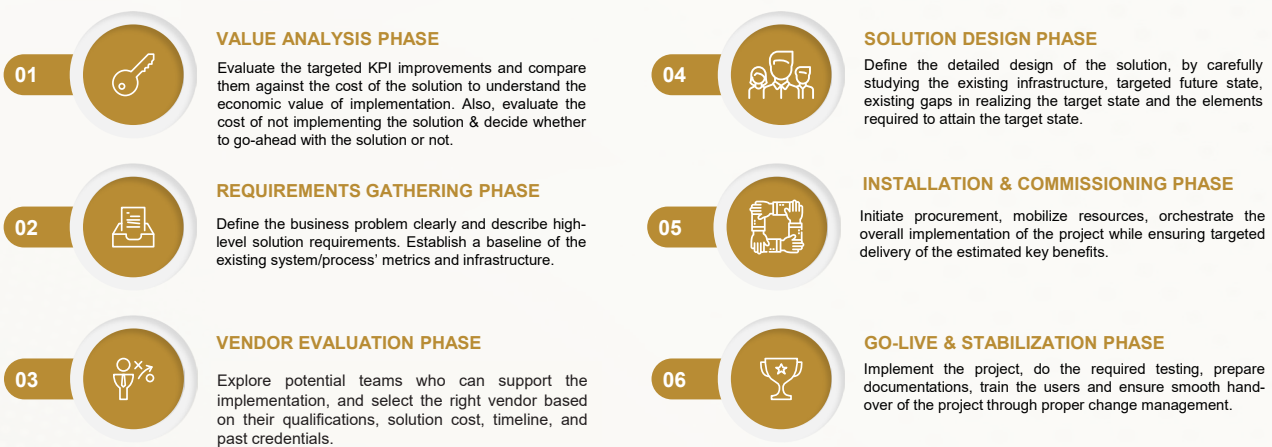 01
VALUE ANALYSIS PHASE
Evaluate the targeted KPI improvements and compare
them against the cost of the solution to understand the
economic value of implementation. Also, evaluate the
cost of not implementing the solution & decide whether
to go-ahead with the solution or not.
02
REQUIREMENTS GATHERING PHASE
Define the business problem clearly and describe high-
level solution requirements. Establish a baseline of the
existing system/process’ metrics and infrastructure.
03
VENDOR EVALUATION PHASE
Explore potential teams who can support the
implementation, and select the right vendor based
on their qualifications, solution cost, timeline, and
past credentials.
04
SOLUTION DESIGN PHASE
Define the detailed design of the solution, by carefully
studying the existing infrastructure, targeted future state,
existing gaps in realizing the target state and the elements
required to attain the target state.
05
INSTALLATION & COMMISSIONING PHASE
Initiate procurement, mobilize resources, orchestrate the
overall implementation of the project while ensuring targeted
delivery of the estimated key benefits.
06
GO-LIVE & STABILIZATION PHASE
Implement the project, do the required testing, prepare
documentations, train the users and ensure smooth hand-
over of the project through proper change management.